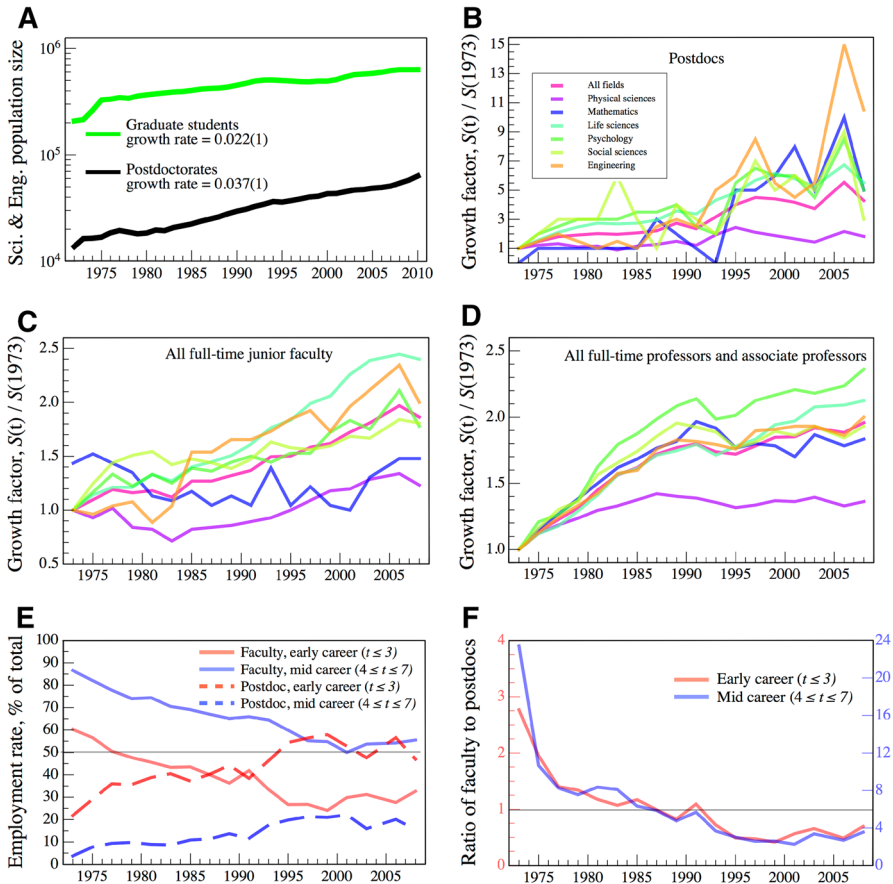 A
Sci. & Eng. population size
10^6
10^5
10^4
Graduate students
growth rate = 0.022(1)
Postdoctorates
growth rate = 0.037(1)
1975 1980 1985 1990 1995 2000 2005 2010
B
Growth factor, S(t) / S(1973)
15
13
11
9
7
5
3
1
Postdocs
All fields
Physical sciences
Mathematics
Life sciences
Psychology
Social sciences
Engineering
1975 1980 1985 1990 1995 2000 2005
C
Growth factor, S(t) / S(1973)
2.5
2.0
1.5
1.0
0.5
All full-time junior faculty
1975 1980 1985 1990 1995 2000 2005
D
Growth factor, S(t) / S(1973)
2.5
2.0
1.5
1.0
All full-time professors and associate professors
1975 1980 1985 1990 1995 2000 2005
E
Employment rate, % of total
100
90
80
70
60
50
40
30
20
10
0
Faculty, early career (t ≤ 3)
Faculty, mid career (4 ≤ t ≤ 7)
Postdoc, early career (t ≤ 3)
Postdoc, mid career (4 ≤ t ≤ 7)
1975 1980 1985 1990 1995 2000 2005
F
Ratio of faculty to postdocs
4
3
2
1
0
Early career (t ≤ 3)
Mid career (4 ≤ t ≤ 7)
24
20
16
12
8
4
0
1975 1980 1985 1990 1995 2000 2005